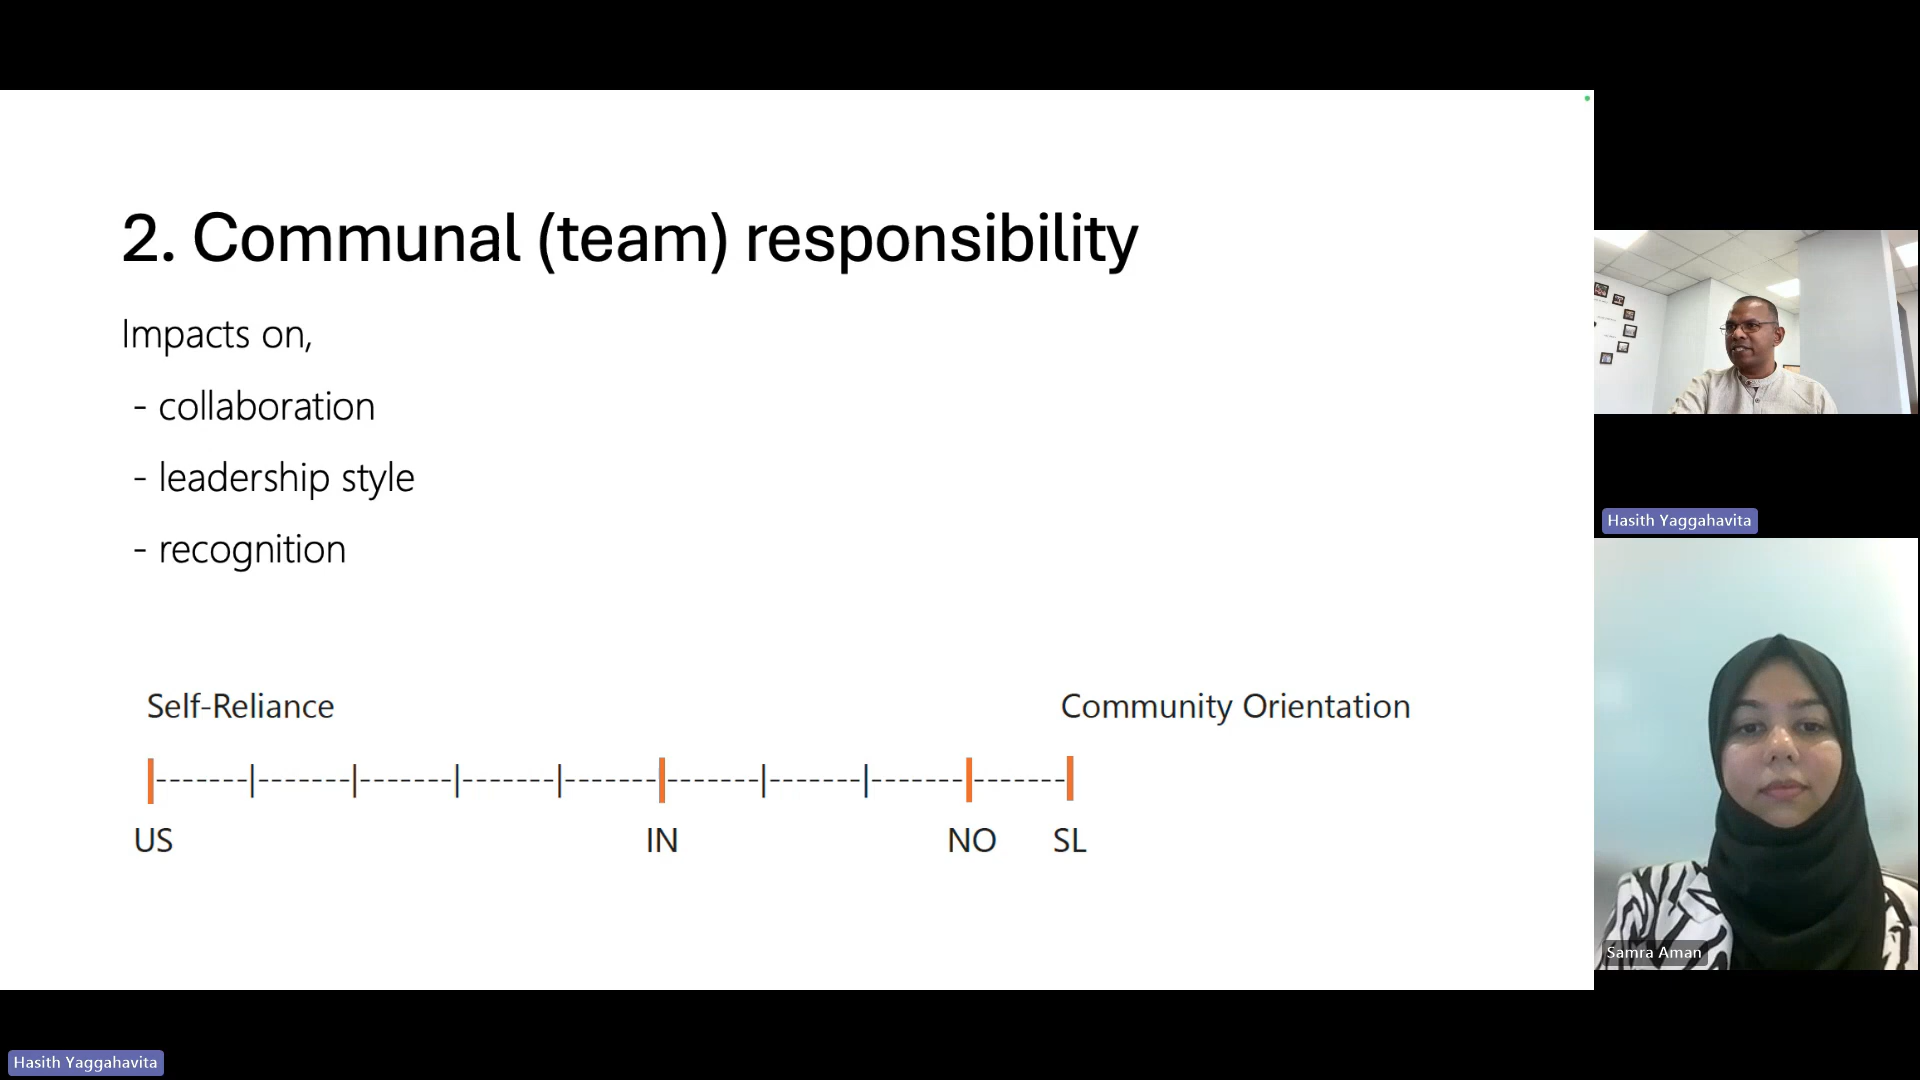 2. Communal (team) responsibility
Impacts on,
- collaboration
- leadership style
- recognition
Self-Reliance
Community Orientation
US
IN
NO
SL
Hasith Yaggahavita
Samra Aman
Hasith Yaggahavita